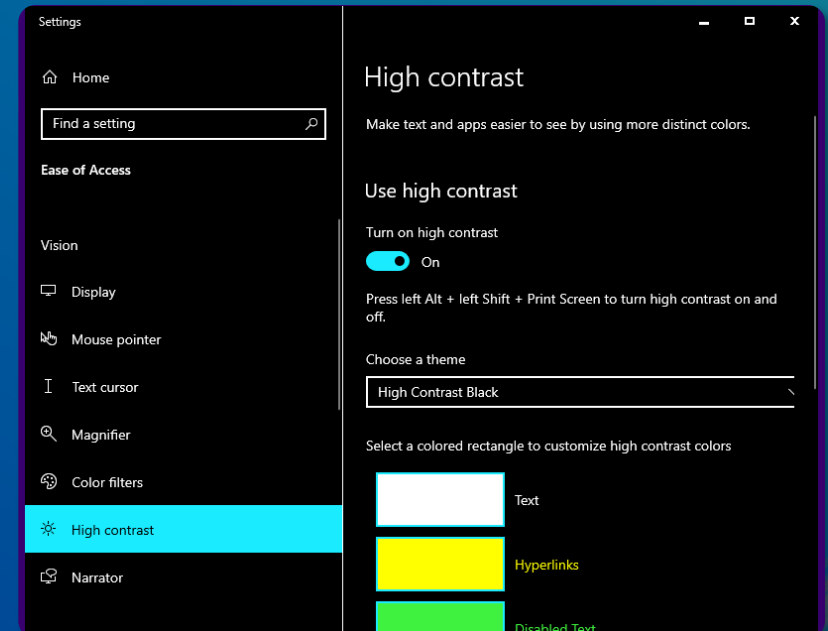 Settings
Home
Find a setting
Ease of Access
Vision
Display
Mouse pointer
Text cursor
Magnifier
Color filters
High contrast
Narrator
High contrast
Make text and apps easier to see by using more distinct colors.
Use high contrast
Turn on high contrast
On
Press left Alt + left Shift + Print Screen to turn high contrast on and
off.
Choose a theme
High Contrast Black
Select a colored rectangle to customize high contrast colors
Text
Hyperlinks
Disabled Text